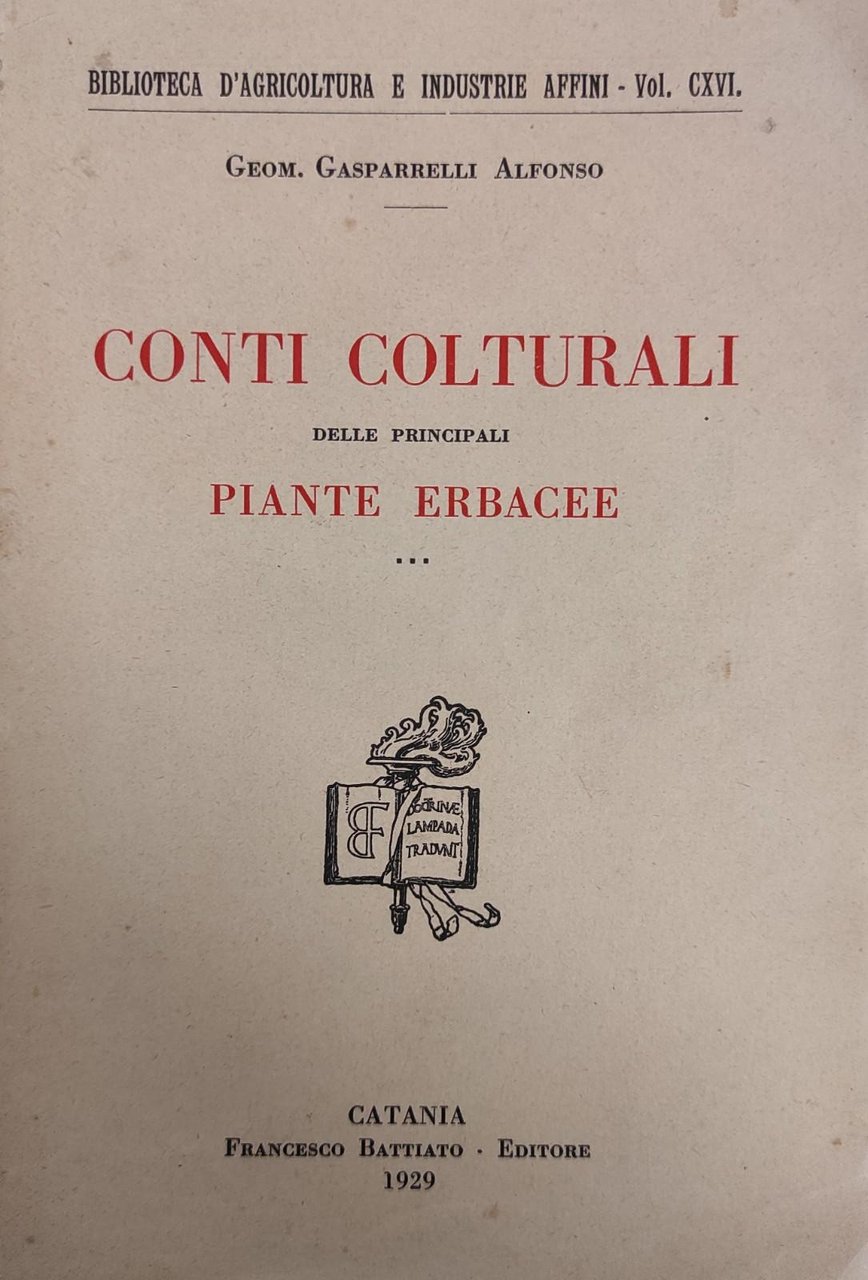 BIBLIOTECA D'AGRICOLTURA E INDUSTRIE AFFINI - Vol. CXVI.
GEOM. GASPARRELLI ALFONSO
CONTI COLTURALI
DELLE PRINCIPALI
PIANTE ERBACEE
...
BF
DOCTRINÆ
LAMPADA
TRADVNT
CATANIA
FRANCESCO BATTIATO · EDITORE
1929